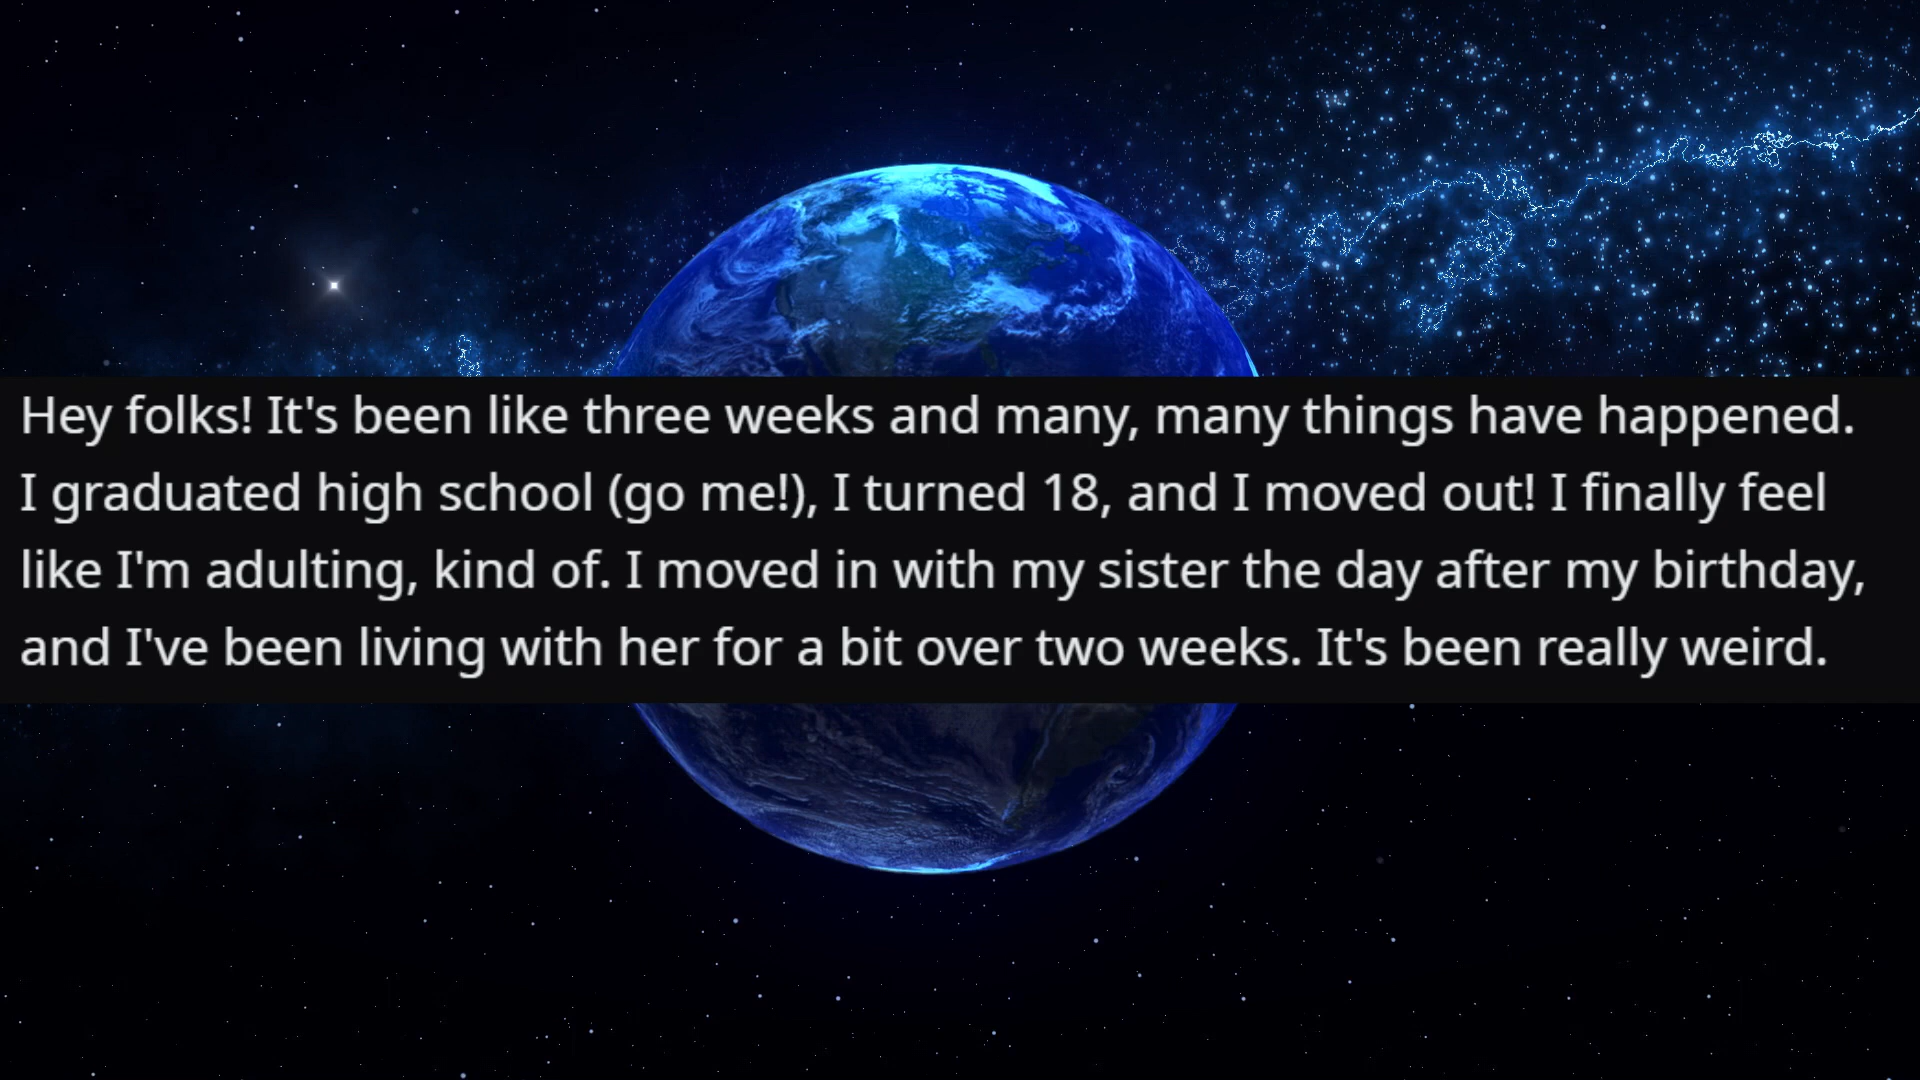 Hey folks! It's been like three weeks and many, many things have happened.
I graduated high school (go me!), I turned 18, and I moved out! I finally feel
like I'm adulting, kind of. I moved in with my sister the day after my birthday,
and I've been living with her for a bit over two weeks. It's been really weird.